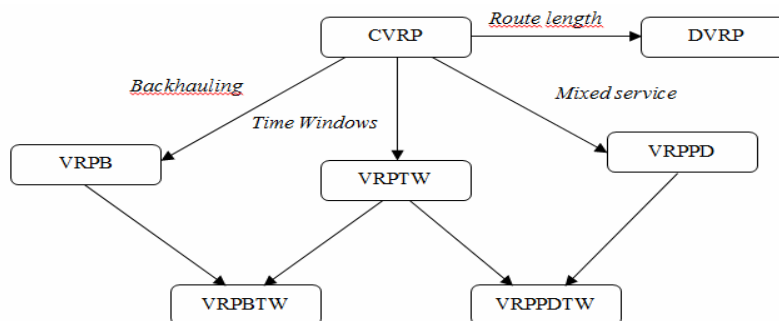 Route length
CVRP
DVRP
Backhauling
Mixed service
Time Windows
VRPB
VRPTW
VRPPD
VRPBTW
VRPPDTW